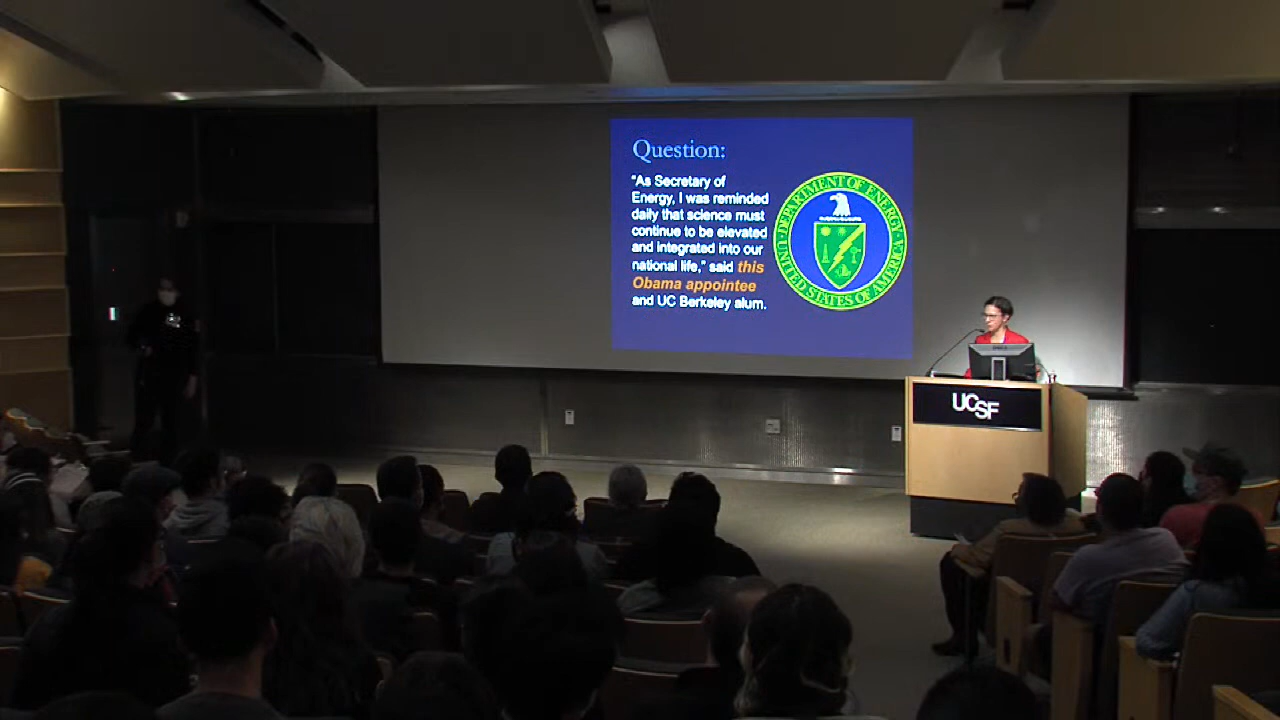 Question:
"As Secretary of
Energy, I was reminded
daily that science must
continue to be elevated
and integrated into our
national life," said this
Obama appointee
and UC Berkeley alum.
DEPARTMENT OF ENERGY
UNITED STATES OF AMERICA
UCSF